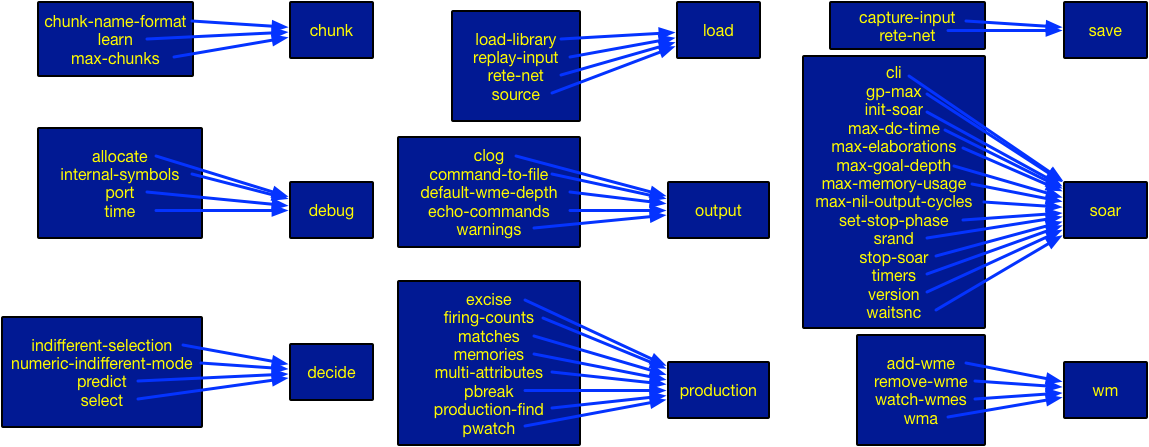 chunk-name-format
learn
max-chunks
chunk
allocate
internal-symbols
port
time
debug
indifferent-selection
numeric-indifferent-mode
predict
select
decide
load-library
replay-input
rete-net
source
load
clog
command-to-file
default-wme-depth
echo-commands
warnings
output
excise
firing-counts
matches
memories
multi-attributes
pbreak
production-find
pwatch
production
capture-input
rete-net
save
cli
gp-max
init-soar
max-dc-time
max-elaborations
max-goal-depth
max-memory-usage
max-nil-output-cycles
set-stop-phase
srand
stop-soar
timers
version
waitsnc
soar
add-wme
remove-wme
watch-wmes
wma
wm